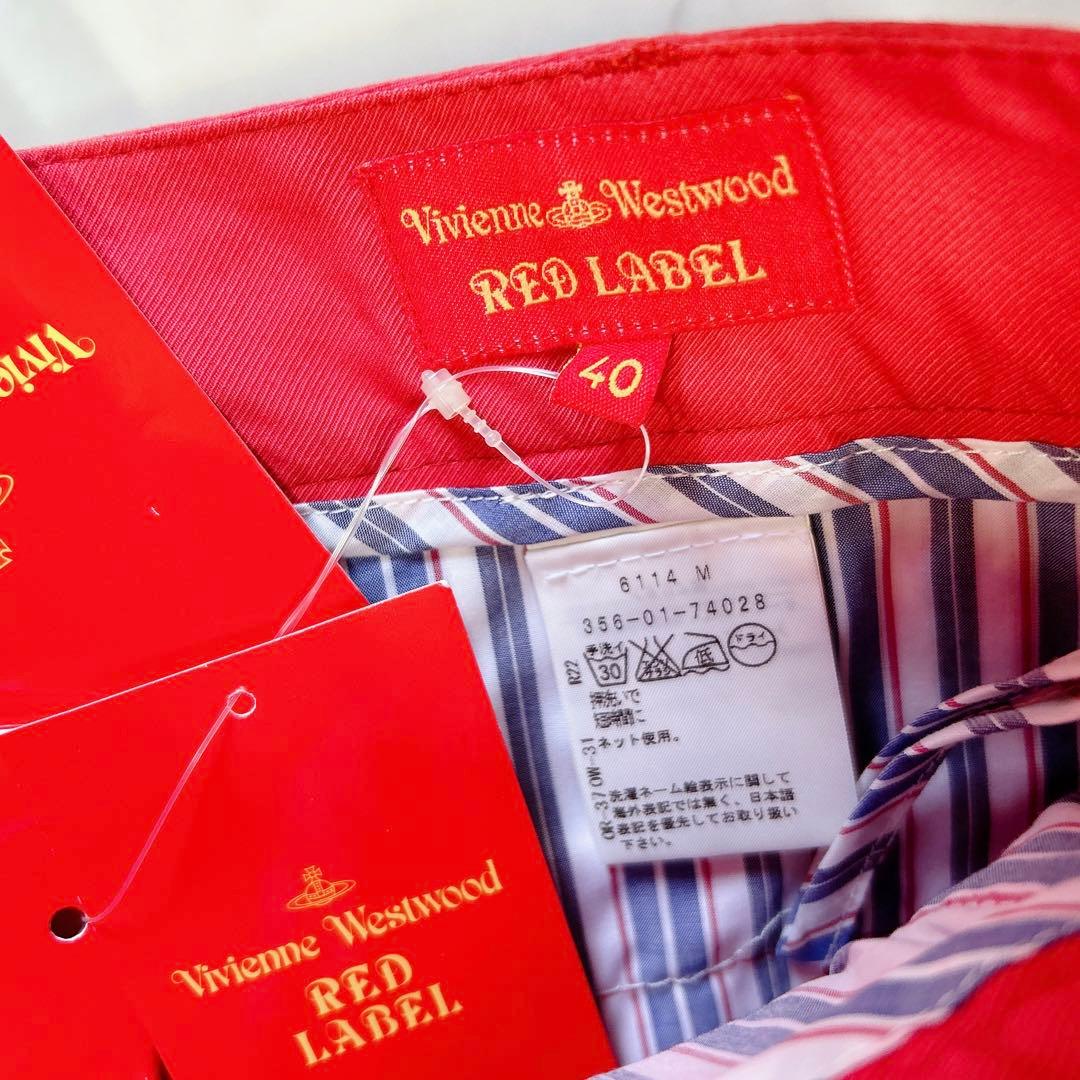 Vivienne Westwood
RED LABEL
40
Vivie
6114 M
356-01-74028
手洗イ
30
低
ドライ
K22
押洗いで
短時間に
ネット使用。
洗濯ネーム絵表示に関して
海外表記では無く、日本語
表記を優先してお取り扱い
下さい。
Vivienne Westwood
RED
LABEL